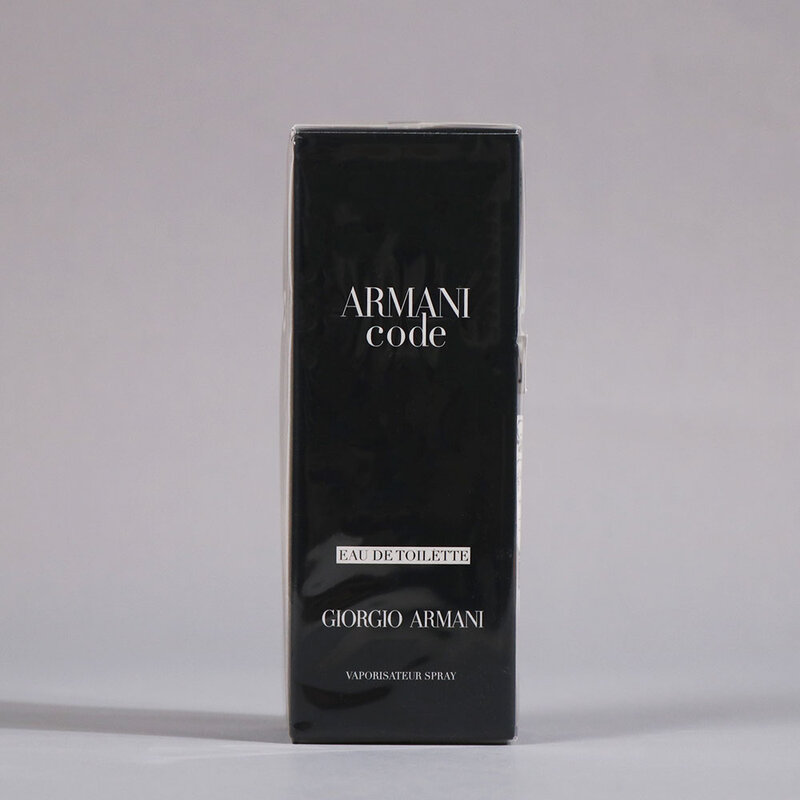 ARMANI
code
EAU DE TOILETTE
GIORGIO ARMANI
VAPORISATEUR SPRAY